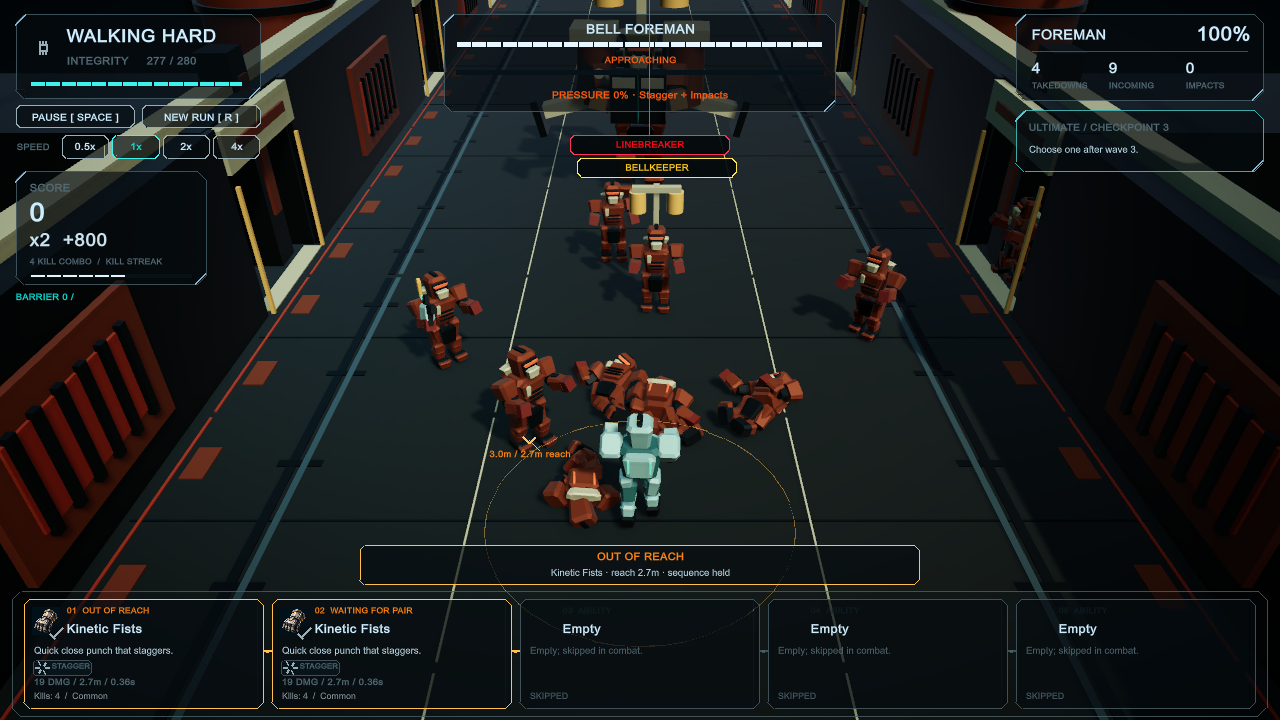 WALKING HARD
INTEGRITY 277 / 280
PAUSE [ SPACE ]
NEW RUN [ R ]
SPEED 0.5x 1x 2x 4x
SCORE
0
x2 +800
4 KILL COMBO / KILL STREAK
BARRIER 0 /
BELL FOREMAN
APPROACHING
PRESSURE 0% · Stagger + Impacts
LINEBREAKER
BELLKEEPER
FOREMAN 100%
4 9 0
TAKEDOWNS INCOMING IMPACTS
ULTIMATE / CHECKPOINT 3
Choose one after wave 3.
3.0m / 2.7m reach
OUT OF REACH
Kinetic Fists · reach 2.7m · sequence held
01 OUT OF REACH
Kinetic Fists
Quick close punch that staggers.
STAGGER
19 DMG / 2.7m / 0.36s
Kills: 4 / Common
02 WAITING FOR PAIR
Kinetic Fists
Quick close punch that staggers.
STAGGER
19 DMG / 2.7m / 0.36s
Kills: 4 / Common
03 ABILITY
Empty
Empty; skipped in combat.
SKIPPED
04 ABILITY
Empty
Empty; skipped in combat.
SKIPPED
05 ABILITY
Empty
Empty; skipped in combat.
SKIPPED